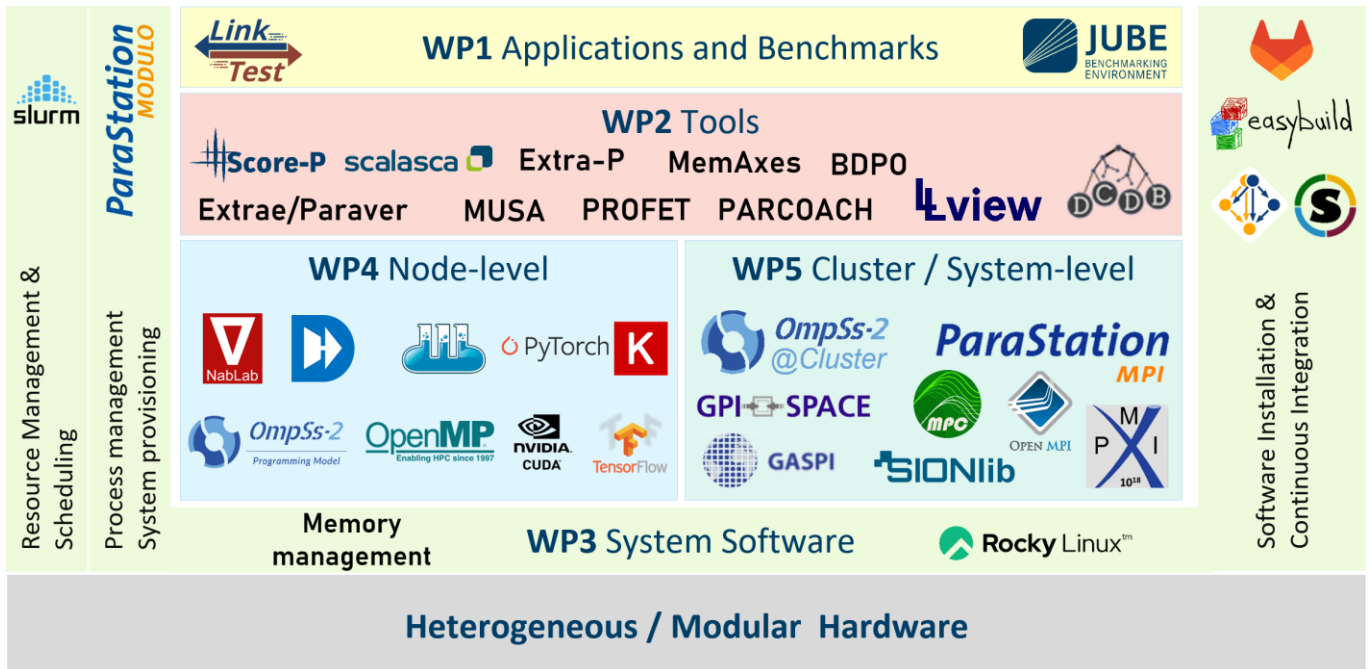 slurm
Resource Management &
Scheduling
ParaStation
MODULO
Process management
System provisioning
Link
Test
WP1 Applications and Benchmarks
JUBE
BENCHMARKING
ENVIRONMENT
WP2 Tools
Score-P
scalasca
Extra-P
MemAxes
BDPO
Extrae/Paraver
MUSA
PROFET
PARCOACH
LLview
DCDB
WP4 Node-level
NabLab
PyTorch
K
OmpSs-2
Programming Model
OpenMP
Enabling HPC since 1997
NVIDIA.
CUDA
TensorFlow
WP5 Cluster / System-level
OmpSs-2
@Cluster
ParaStation
MPI
GPI SPACE
MPC
OPEN MPI
GASPI
SIONlib
PMXI
10¹⁸
Memory
management
WP3 System Software
Rocky Linux™
easybuild
S
Software Installation &
Continuous Integration
Heterogeneous / Modular Hardware